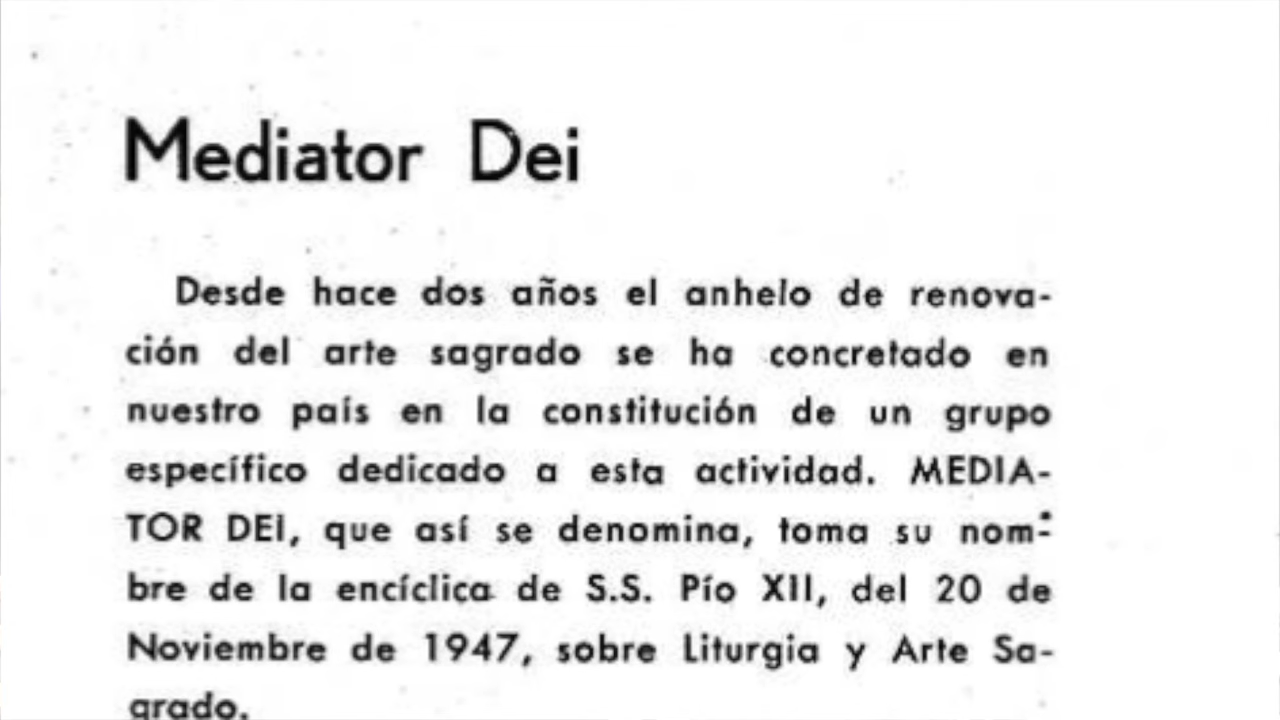 Mediator Dei
Desde hace dos años el anhelo de renova-
ción del arte sagrado se ha concretado en
nuestro país en la constitución de un grupo
específico dedicado a esta actividad. MEDIA-
TOR DEI, que así se denomina, toma su nom-
bre de la encíclica de S.S. Pío XII, del 20 de
Noviembre de 1947, sobre Liturgia y Arte Sa-
grado.